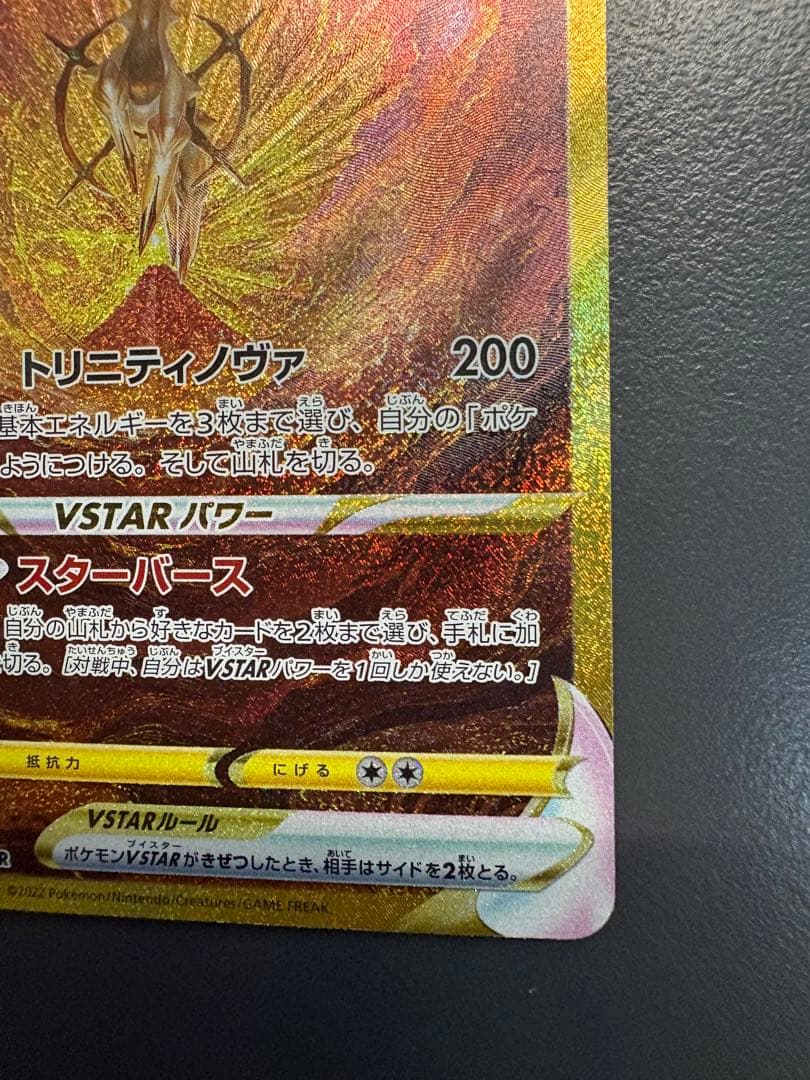 トリニティノヴァ 200
基本エネルギーを3枚まで選び、自分の「ポケ
ようにつける。そして山札を切る。
VSTARパワー
スターバース
自分の山札から好きなカードを2枚まで選び、手札に加
切る。[対戦中、自分はVSTARパワーを1回しか使えない。]
抵抗力 にげる
VSTARルール
ポケモンVSTARがきぜつしたとき、相手はサイドを2枚とる。
R
©2022 Pokémon/Nintendo/Creatures/GAME FREAK